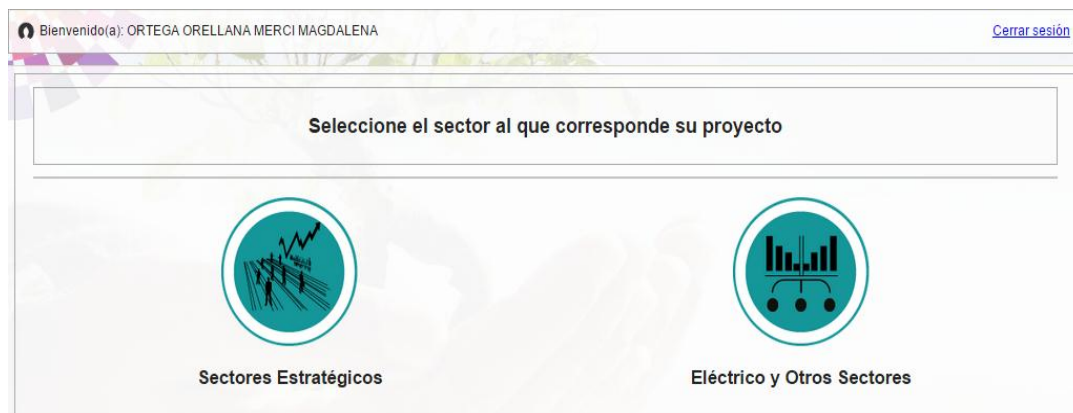 Bienvenido(a): ORTEGA ORELLANA MERCI MAGDALENA
Cerrar sesión
Seleccione el sector al que corresponde su proyecto
Sectores Estratégicos
Eléctrico y Otros Sectores